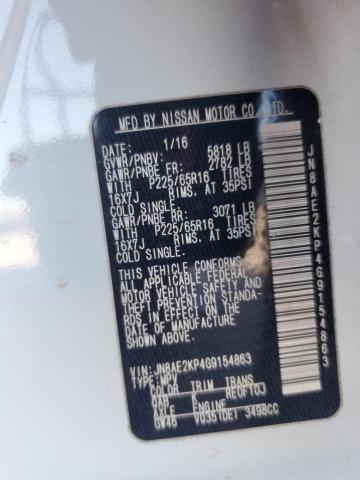 MFD BY NISSAN MOTOR CO.,LTD.
DATE: 1/16
GVWR/PNBV: 5818 LB
GAWR/PNBE FR: 2782 LB
WITH P225/65R16 TIRES
16X7J RIMS, AT 35PSI
COLD SINGLE.
GAWR/PNBE RR: 3071 LB
WITH P225/65R16 TIRES
16X7J RIMS, AT 35PSI
COLD SINGLE.
THIS VEHICLE CONFORMS TO
ALL APPLICABLE FEDERAL
MOTOR VEHICLE SAFETY AND
THEFT PREVENTION STANDA-
RDS IN EFFECT ON THE
DATE OF MANUFACTURE
SHOWN ABOVE.
VIN: JN8AE2KP4G9154863
TYPE: MPV
COLOR TRIM TRANS
QAB K RE0F10J
AXLE ENGINE
GW46 V0351DE1 3498CC
JN8AE2KP4G9154863